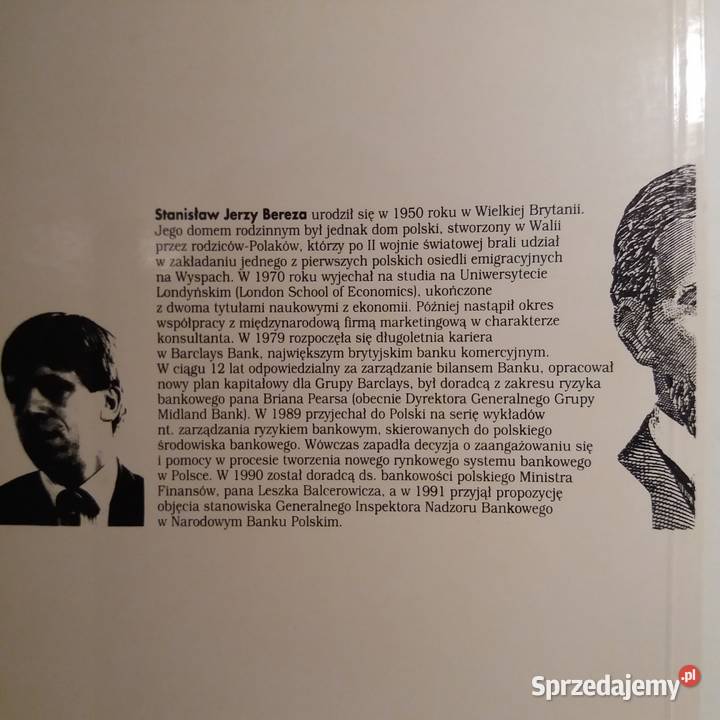 Stanisław Jerzy Bereza urodził się w 1950 roku w Wielkiej Brytanii.
Jego domem rodzinnym był jednak dom polski, stworzony w Walii
przez rodziców-Polaków, którzy po II wojnie światowej brali udział
w zakładaniu jednego z pierwszych polskich osiedli emigracyjnych
na Wyspach. W 1970 roku wyjechał na studia na Uniwersytecie
Londyńskim (London School of Economics), ukończone
z dwoma tytułami naukowymi z ekonomii. Później nastąpił okres
współpracy z międzynarodową firmą marketingową w charakterze
konsultanta. W 1979 rozpoczęła się długoletnia kariera
w Barclays Bank, największym brytyjskim banku komercyjnym.
W ciągu 12 lat odpowiedzialny za zarządzanie bilansem Banku, opracował
nowy plan kapitałowy dla Grupy Barclays, był doradcą z zakresu ryzyka
bankowego pana Briana Pearsa (obecnie Dyrektora Generalnego Grupy
Midland Bank). W 1989 przyjechał do Polski na serię wykładów
nt. zarządzania ryzykiem bankowym, skierowanych do polskiego
środowiska bankowego. Wówczas zapadła decyzja o zaangażowaniu się
i pomocy w procesie tworzenia nowego rynkowego systemu bankowego
w Polsce. W 1990 został doradcą ds. bankowości polskiego Ministra
Finansów, pana Leszka Balcerowicza, a w 1991 przyjął propozycję
objęcia stanowiska Generalnego Inspektora Nadzoru Bankowego
w Narodowym Banku Polskim.
Sprzedajemy.pl